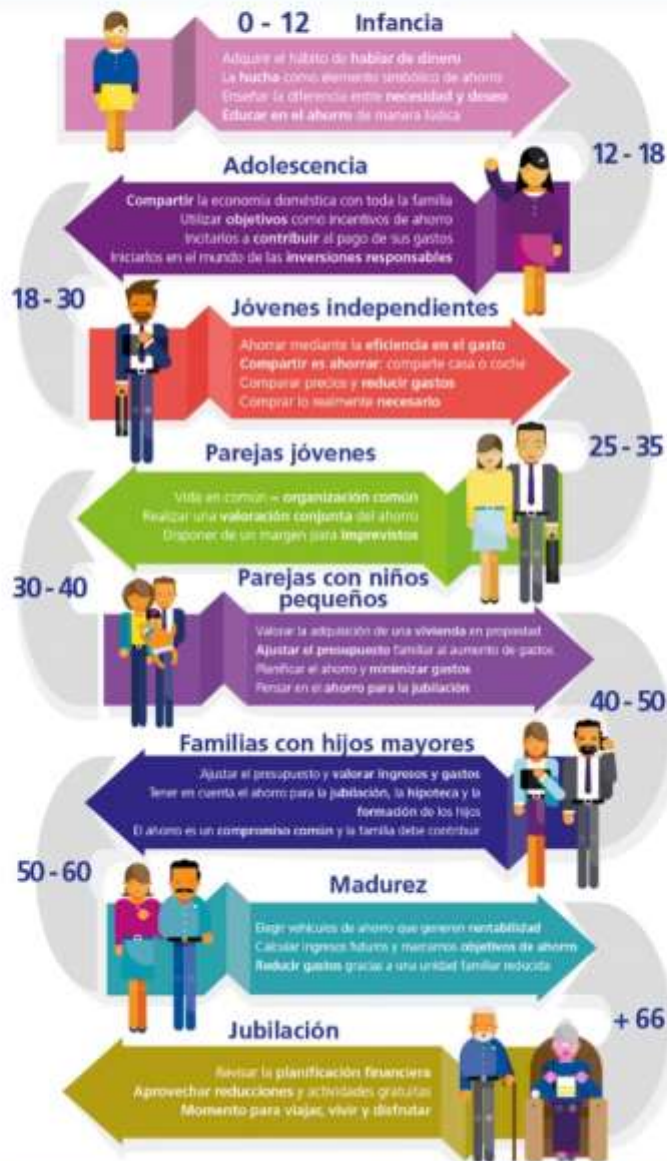 0 - 12 Infancia
Adquirir el hábito de hablar de dinero
La hucha como elemento simbólico de ahorro
Enseñar la diferencia entre necesidad y deseo
Educar en el ahorro de manera lúdica
12 - 18
Adolescencia
Compartir la economía doméstica con toda la familia
Utilizar objetivos como incentivos de ahorro
Incitarlos a contribuir al pago de sus gastos
Iniciarlos en el mundo de las inversiones responsables
18 - 30
Jóvenes independientes
Ahorrar mediante la eficiencia en el gasto
Compartir es ahorrar: comparte casa o coche
Comparar precios y reducir gastos
Comprar lo realmente necesario
25 - 35
Parejas jóvenes
Vida en común = organización común
Realizar una valoración conjunta del ahorro
Disponer de un margen para imprevistos
30 - 40
Parejas con niños
pequeños
Valorar la adquisición de una vivienda en propiedad
Ajustar el presupuesto familiar al aumento de gastos
Planificar el ahorro y minimizar gastos
Pensar en el ahorro para la jubilación
40 - 50
Familias con hijos mayores
Ajustar el presupuesto y valorar ingresos y gastos
Tener en cuenta el ahorro para la jubilación, la hipoteca y la
formación de los hijos
El ahorro es un compromiso común y la familia debe contribuir
50 - 60
Madurez
Elegir vehículos de ahorro que generen rentabilidad
Calcular ingresos futuros y marcarnos objetivos de ahorro
Reducir gastos gracias a una unidad familiar reducida
+ 66
Jubilación
Revisar la planificación financiera
Aprovechar reducciones y actividades gratuitas
Momento para viajar, vivir y disfrutar